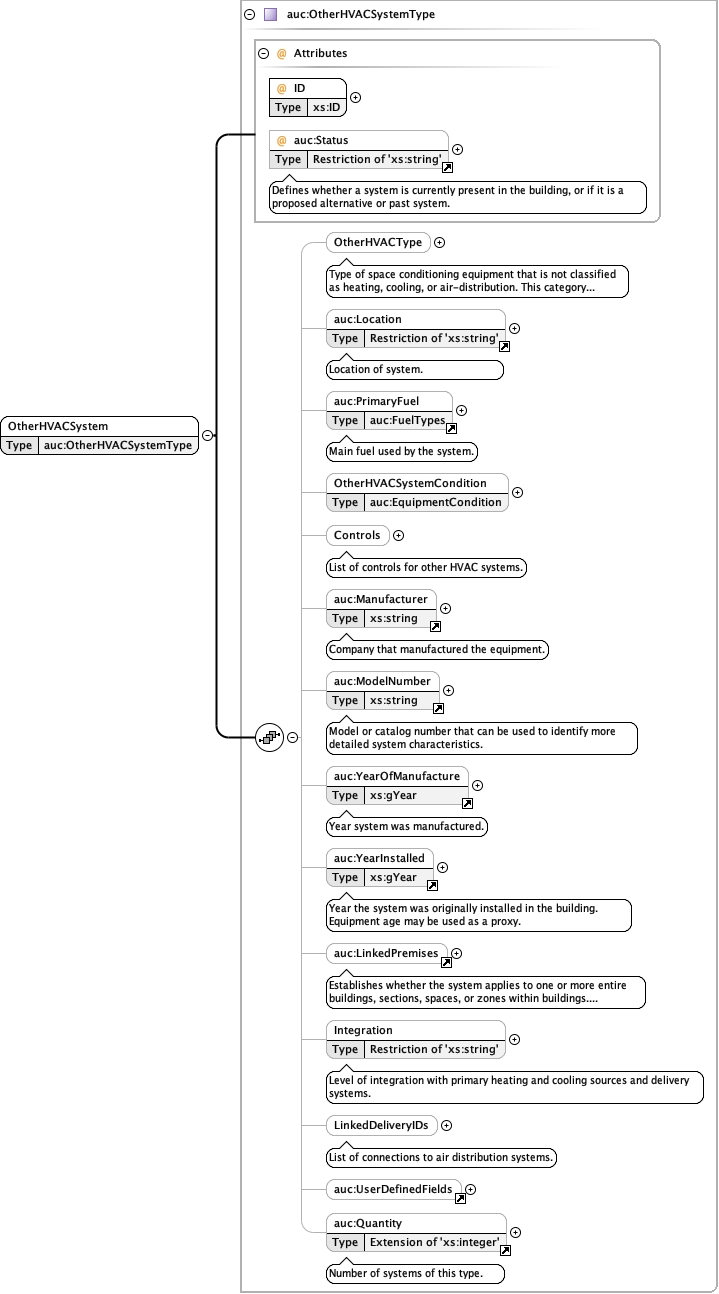 auc:OtherHVACSystemType
@ Attributes
@ ID
Type xs:ID
@ auc:Status
Type Restriction of 'xs:string'
Defines whether a system is currently present in the building, or if it is a
proposed alternative or past system.
OtherHVACType
Type of space conditioning equipment that is not classified
as heating, cooling, or air-distribution. This category...
auc:Location
Type Restriction of 'xs:string'
Location of system.
auc:PrimaryFuel
Type auc:FuelTypes
OtherHVACSystem
Type auc:OtherHVACSystemType
Main fuel used by the system.
OtherHVACSystemCondition
Type auc:EquipmentCondition
Controls
List of controls for other HVAC systems.
auc:Manufacturer
Type xs:string
Company that manufactured the equipment.
auc:ModelNumber
Type xs:string
Model or catalog number that can be used to identify more
detailed system characteristics.
auc:YearOfManufacture
Type xs:gYear
Year system was manufactured.
auc:YearInstalled
Type xs:gYear
Year the system was originally installed in the building.
Equipment age may be used as a proxy.
auc:LinkedPremises
Establishes whether the system applies to one or more entire
buildings, sections, spaces, or zones within buildings....
Integration
Type Restriction of 'xs:string'
Level of integration with primary heating and cooling sources and delivery
systems.
LinkedDeliveryIDs
List of connections to air distribution systems.
auc:UserDefinedFields
auc:Quantity
Type Extension of 'xs:integer'
Number of systems of this type.